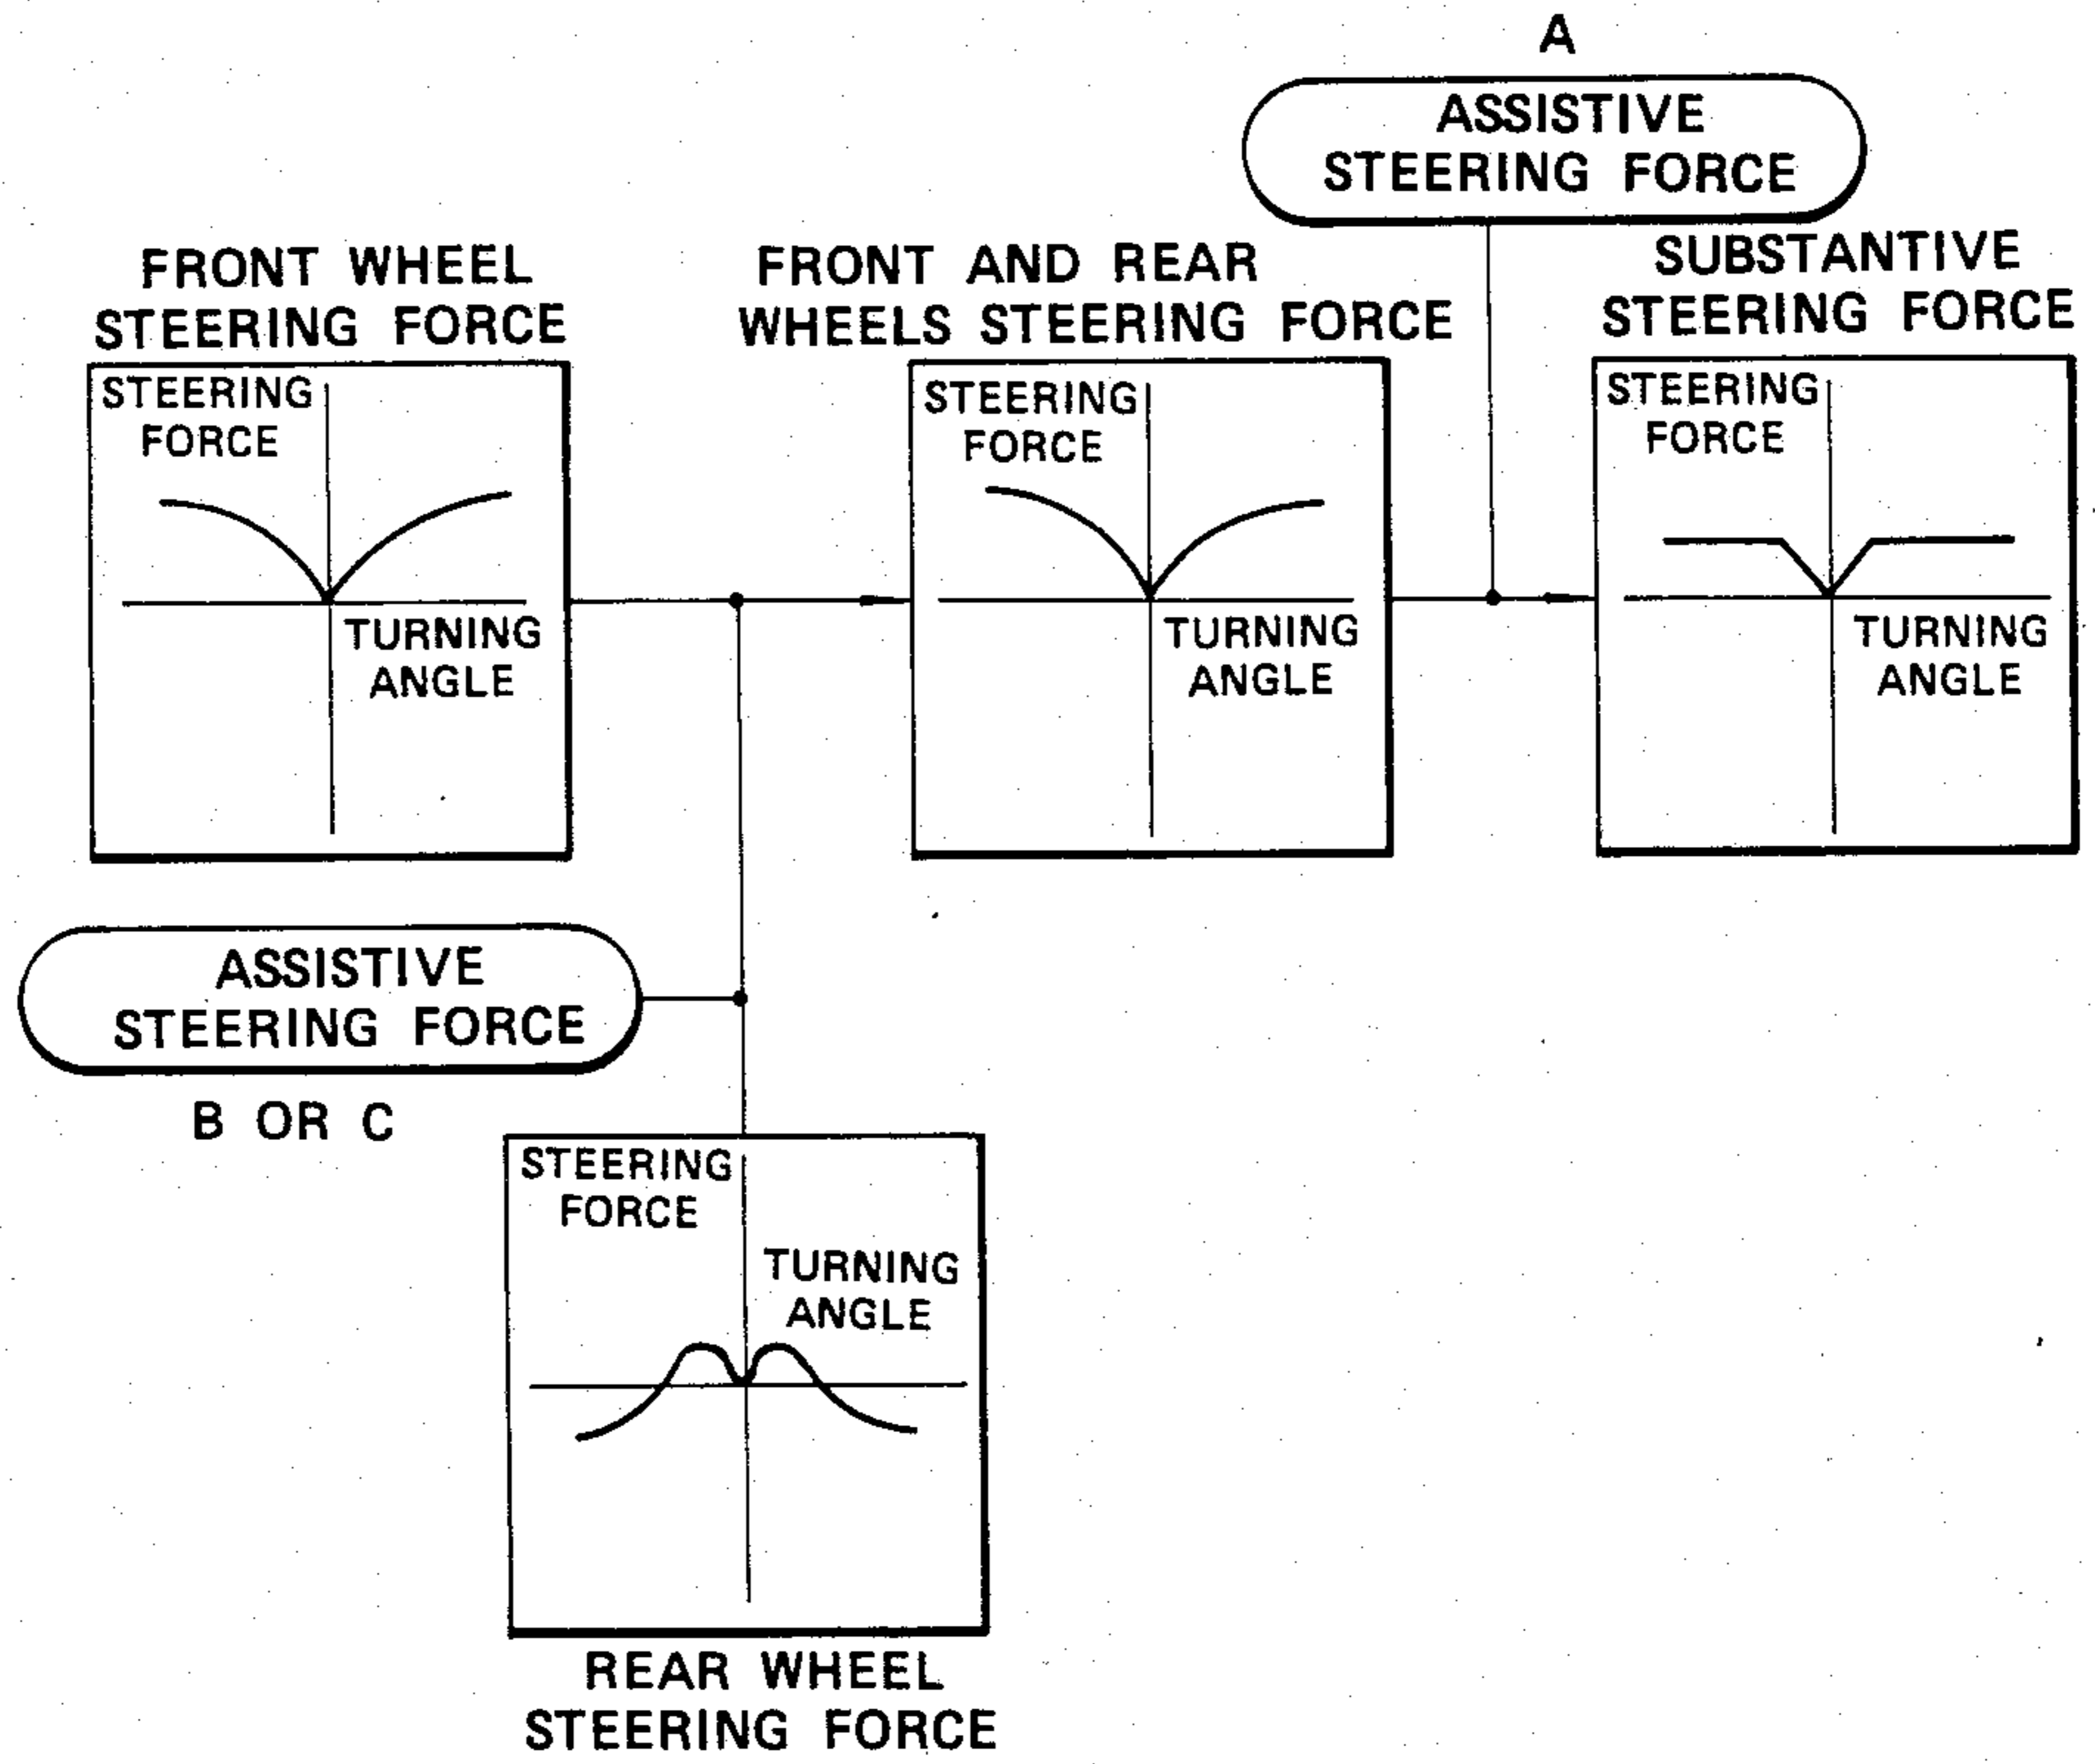 A
ASSISTIVE
STEERING FORCE
FRONT WHEEL
STEERING FORCE
FRONT AND REAR
WHEELS STEERING FORCE
SUBSTANTIVE
STEERING FORCE
STEERING
FORCE
TURNING
ANGLE
STEERING
FORCE
TURNING
ANGLE
STEERING
FORCE
TURNING
ANGLE
ASSISTIVE
STEERING FORCE
B OR C
STEERING
FORCE
TURNING
ANGLE
REAR WHEEL
STEERING FORCE